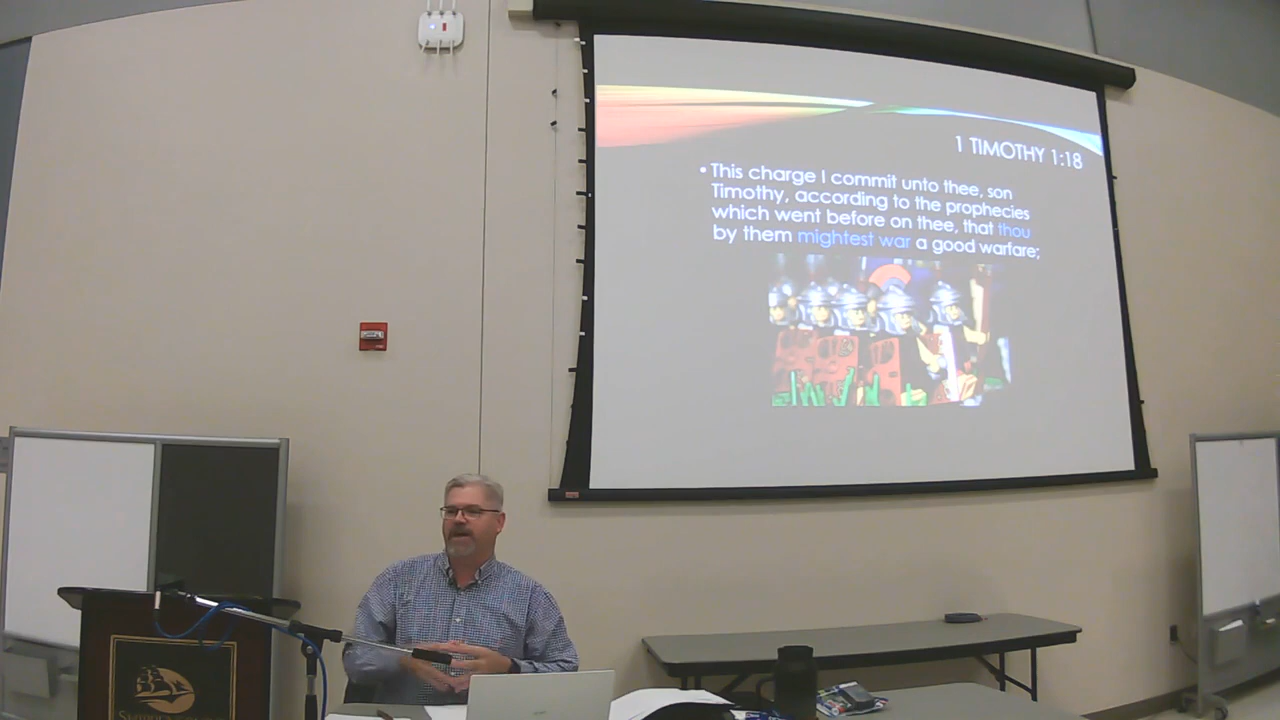 1 TIMOTHY 1:18
• This charge I commit unto thee, son
Timothy, according to the prophecies
which went before on thee, that thou
by them mightest war a good warfare;